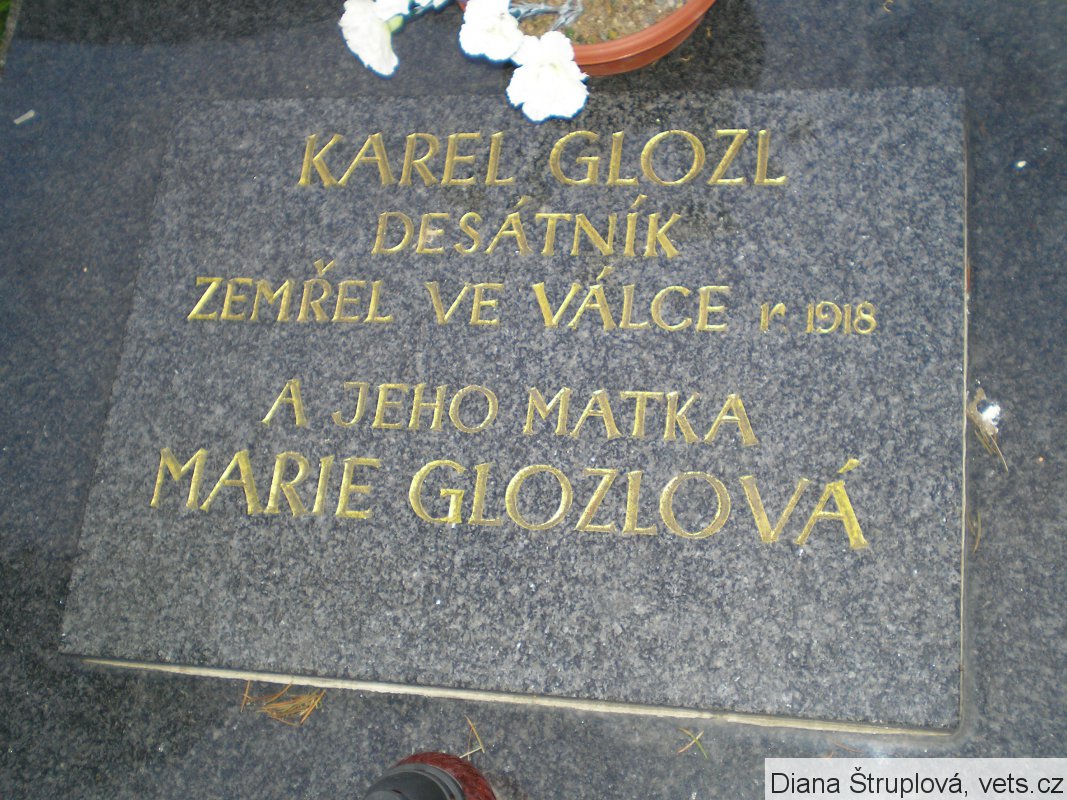 KAREL GLOZL
DESÁTNÍK
ZEMŘEL VE VÁLCE r. 1918
A JEHO MATKA
MARIE GLOZLOVÁ
Diana Štruplová, vets.cz